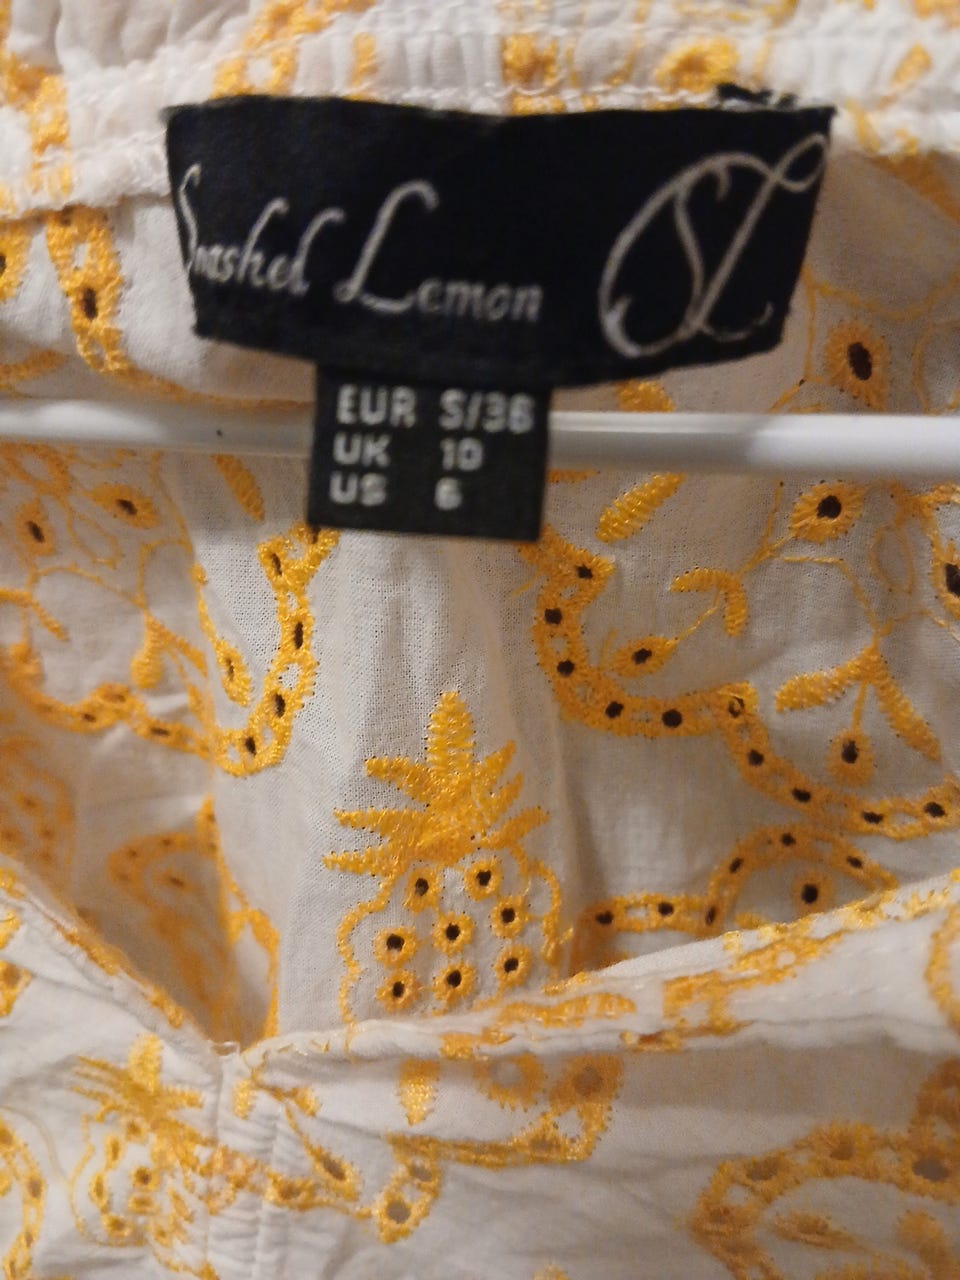 Smashed Lemon SL
EUR S/36
UK 10
US 6